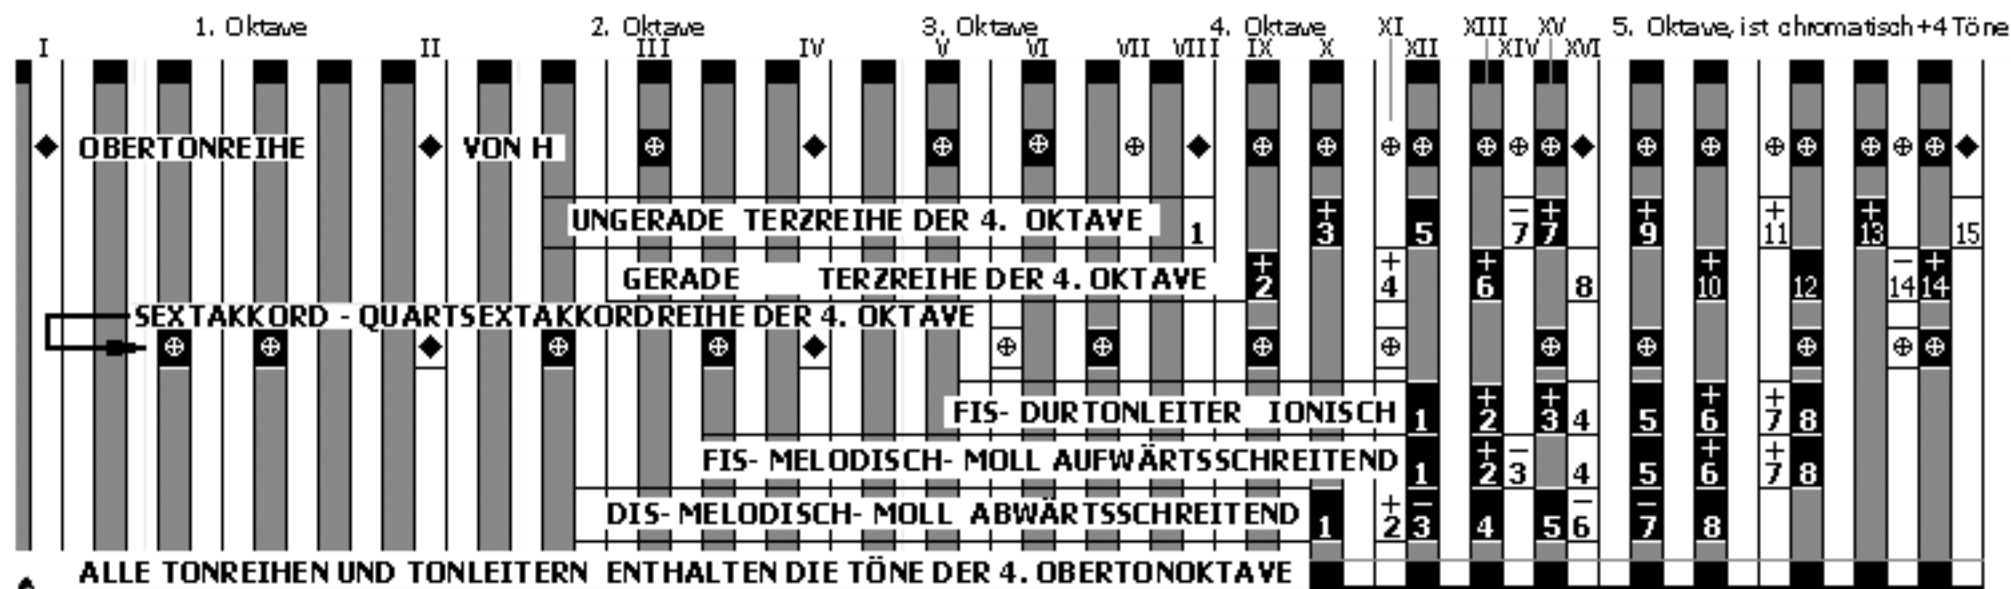 1. Oktave 2. Oktave 3. Oktave 4. Oktave XI XIII XV 5. Oktave, ist chromatisch +4 Töne
I II III IV V VI VII VIII IX X XII XIV XVI
OBERTONREIHE VON H
UNGERADE TERZREIHE DER 4. OKTAVE 1 +3 5 -7 +7 +9 +11 +13 15
GERADE TERZREIHE DER 4. OKTAVE +2 +4 +6 8 +10 12 -14 +14
SEXTAKKORD - QUARTSEXTAKKORDREIHE DER 4. OKTAVE
FIS- DURTONLEITER IONISCH 1 +2 +3 4 5 +6 +7 8
FIS- MELODISCH- MOLL AUFWÄRTSSCHREITEND 1 +2 -3 4 5 +6 +7 8
DIS- MELODISCH- MOLL ABWÄRTSSCHREITEND 1 +2 -3 4 5 -6 -7 8
ALLE TONREIHEN UND TONLEITERN ENTHALTEN DIE TÖNE DER 4. OBERTONOKTAVE